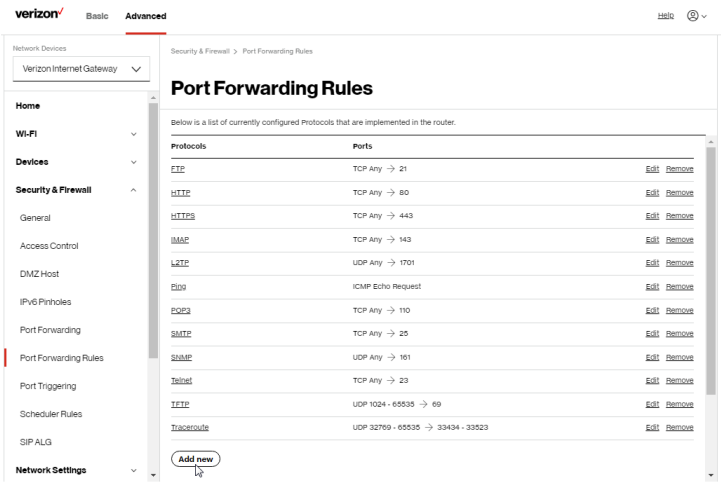 verizon✓ Basic Advanced Help
Network Devices
Verizon Internet Gateway
Home
Wi-Fi
Devices
Security & Firewall
General
Access Control
DMZ Host
IPv6 Pinholes
Port Forwarding
Port Forwarding Rules
Port Triggering
Scheduler Rules
SIP ALG
Network Settings
Security & Firewall > Port Forwarding Rules
Port Forwarding Rules
Below is a list of currently configured Protocols that are implemented in the router.
Protocols Ports
FTP TCP Any → 21 Edit Remove
HTTP TCP Any → 80 Edit Remove
HTTPS TCP Any → 443 Edit Remove
IMAP TCP Any → 143 Edit Remove
L2TP UDP Any → 1701 Edit Remove
Ping ICMP Echo Request Edit Remove
POP3 TCP Any → 110 Edit Remove
SMTP TCP Any → 25 Edit Remove
SNMP UDP Any → 161 Edit Remove
Telnet TCP Any → 23 Edit Remove
TFTP UDP 1024 - 65535 → 69 Edit Remove
Traceroute UDP 32769 - 65535 → 33434 - 33523 Edit Remove
Add new